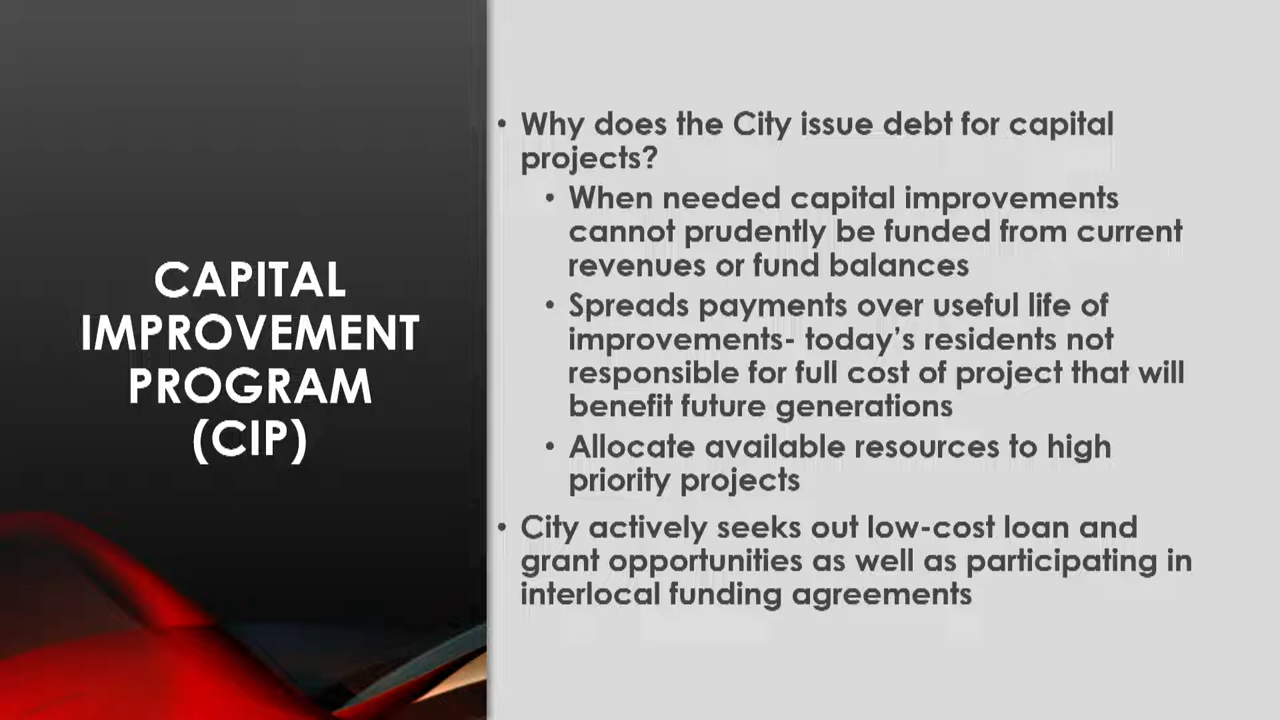 CAPITAL
IMPROVEMENT
PROGRAM
(CIP)
• Why does the City issue debt for capital
projects?
• When needed capital improvements
cannot prudently be funded from current
revenues or fund balances
• Spreads payments over useful life of
improvements- today's residents not
responsible for full cost of project that will
benefit future generations
• Allocate available resources to high
priority projects
• City actively seeks out low-cost loan and
grant opportunities as well as participating in
interlocal funding agreements